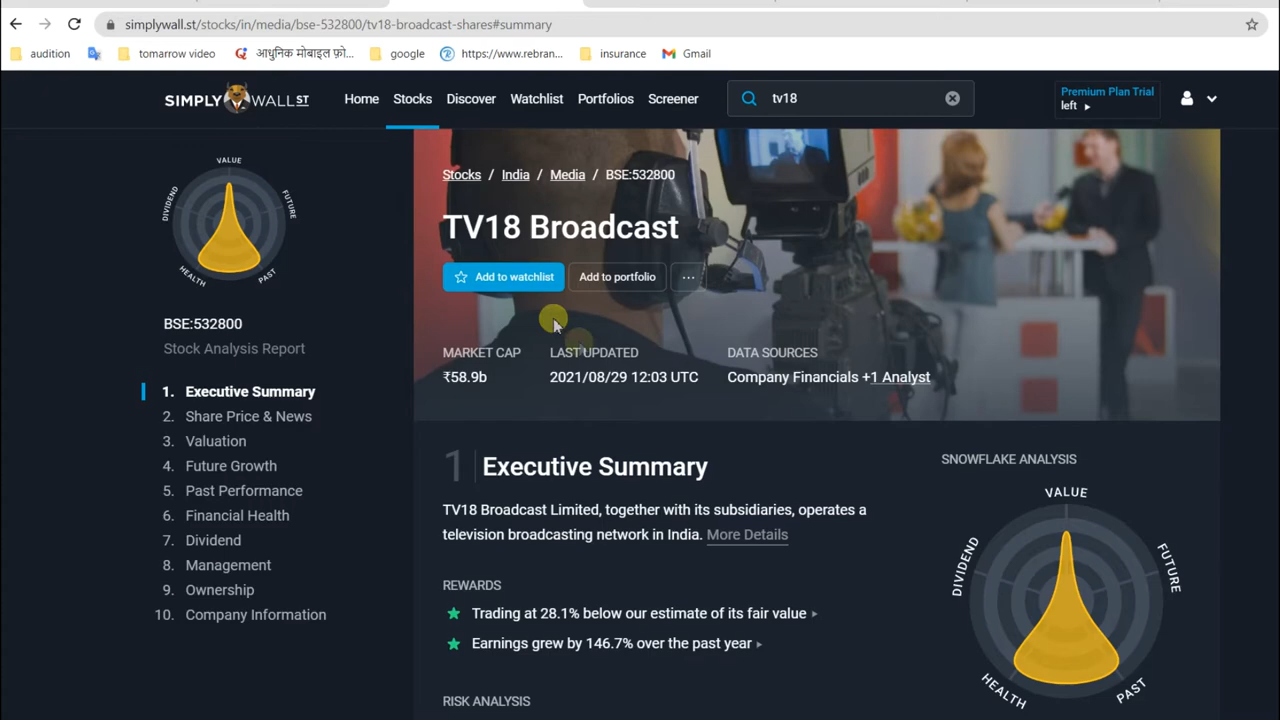 simplywall.st/stocks/in/media/bse-532800/tv18-broadcast-shares#summary
audition
tomarrow video
आधुनिक मोबाइल फ़ो...
google
https://www.rebran...
insurance
Gmail
SIMPLY WALL ST
Home Stocks Discover Watchlist Portfolios Screener
tv18
Premium Plan Trial
left ▸
VALUE
FUTURE
PAST
HEALTH
DIVIDEND
BSE:532800
Stock Analysis Report
1. Executive Summary
2. Share Price & News
3. Valuation
4. Future Growth
5. Past Performance
6. Financial Health
7. Dividend
8. Management
9. Ownership
10. Company Information
Stocks / India / Media / BSE:532800
TV18 Broadcast
Add to watchlist
Add to portfolio
...
MARKET CAP
₹58.9b
LAST UPDATED
2021/08/29 12:03 UTC
DATA SOURCES
Company Financials +1 Analyst
1 Executive Summary
TV18 Broadcast Limited, together with its subsidiaries, operates a
television broadcasting network in India. More Details
REWARDS
Trading at 28.1% below our estimate of its fair value ▸
Earnings grew by 146.7% over the past year ▸
RISK ANALYSIS
SNOWFLAKE ANALYSIS
VALUE
FUTURE
PAST
HEALTH
DIVIDEND